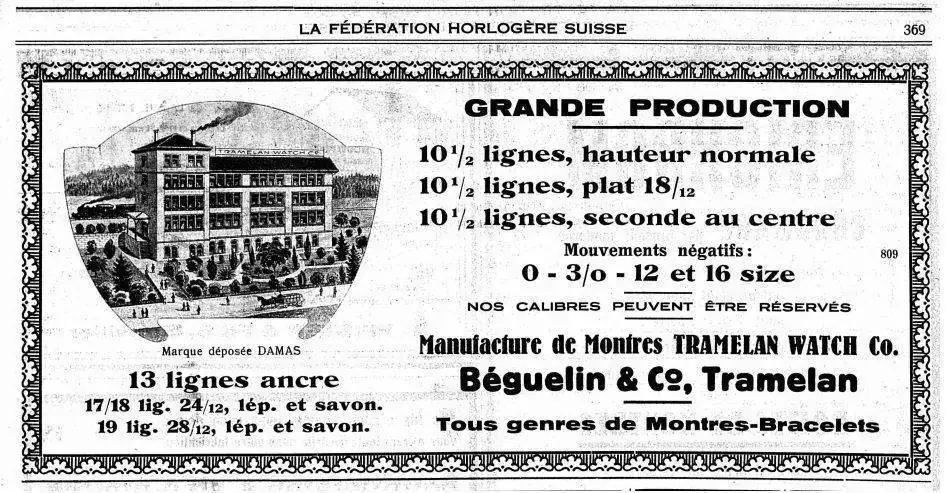 LA FÉDÉRATION HORLOGÈRE SUISSE
369
TRAMELAN WATCH Co
Marque déposée DAMAS
13 lignes ancre
17/18 lig. 24/12, lép. et savon.
19 lig. 28/12, lép. et savon.
GRANDE PRODUCTION
10 1/2 lignes, hauteur normale
10 1/2 lignes, plat 18/12
10 1/2 lignes, seconde au centre
Mouvements négatifs :
809
0 - 3/0 - 12 et 16 size
NOS CALIBRES PEUVENT ÊTRE RÉSERVÉS
Manufacture de Montres TRAMELAN WATCH Co.
Béguelin & Co, Tramelan
Tous genres de Montres-Bracelets